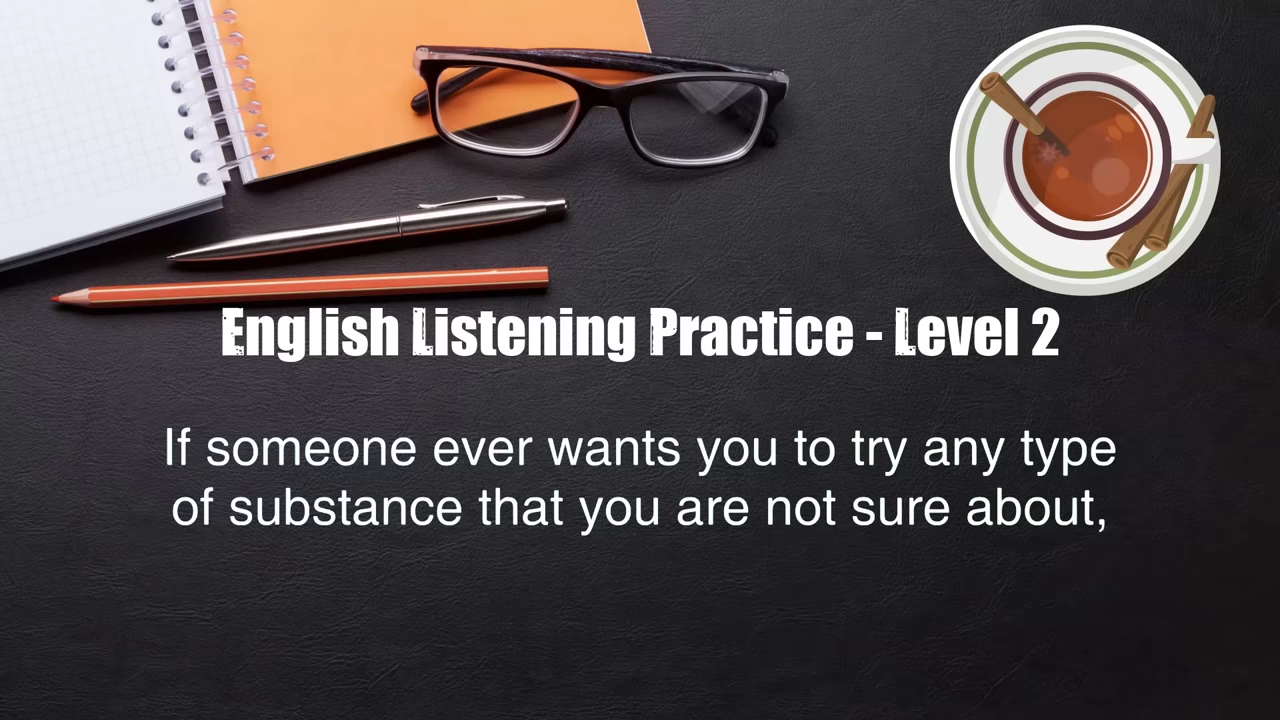 English Listening Practice - Level 2
If someone ever wants you to try any type
of substance that you are not sure about,